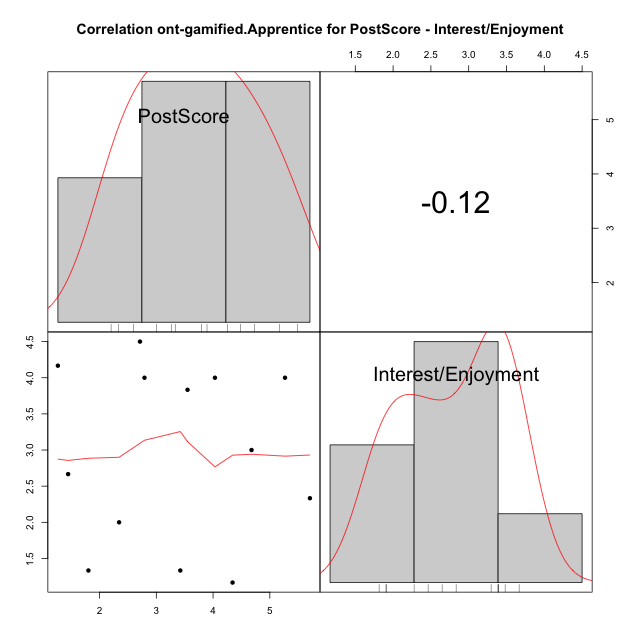 Correlation ont-gamified.Apprentice for PostScore - Interest/Enjoyment
1.5 2.0 2.5 3.0 3.5 4.0 4.5
PostScore
-0.12
5
4
3
2
Interest/Enjoyment
4.5
4.0
3.5
3.0
2.5
2.0
1.5
2 3 4 5